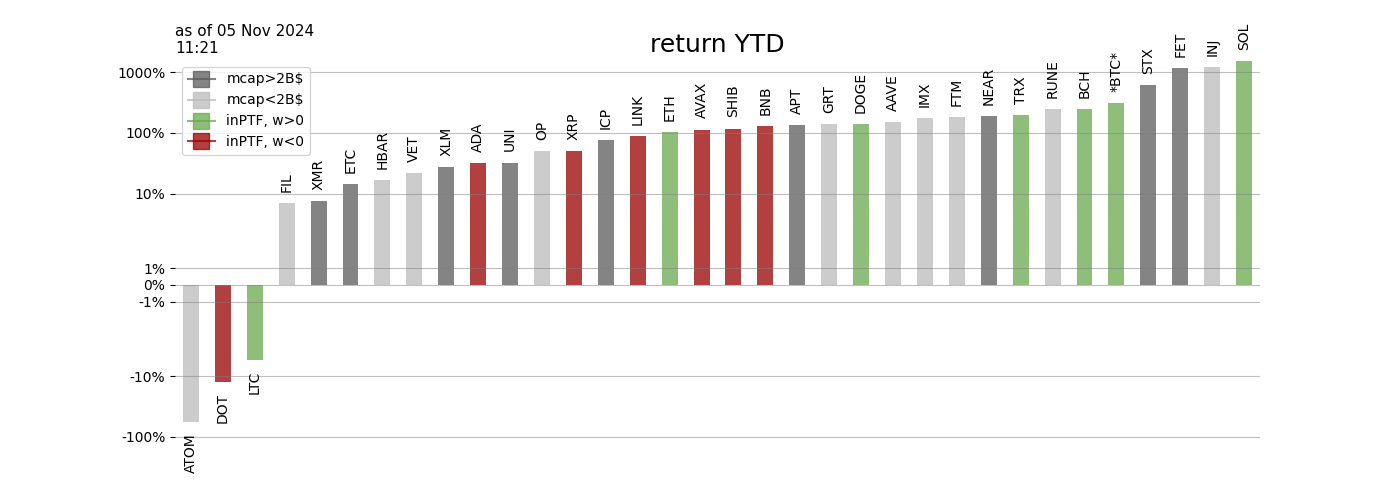 as of 05 Nov 2024
11:21
return YTD
mcap>2B$
mcap<2B$
inPTF, w>0
inPTF, w<0
1000%
100%
10%
1%
0%
-1%
-10%
-100%
ATOM
DOT
LTC
FIL
XMR
ETC
HBAR
VET
XLM
ADA
UNI
OP
XRP
ICP
LINK
ETH
AVAX
SHIB
BNB
APT
GRT
DOGE
AAVE
IMX
FTM
NEAR
TRX
RUNE
BCH
*BTC*
STX
FET
INJ
SOL